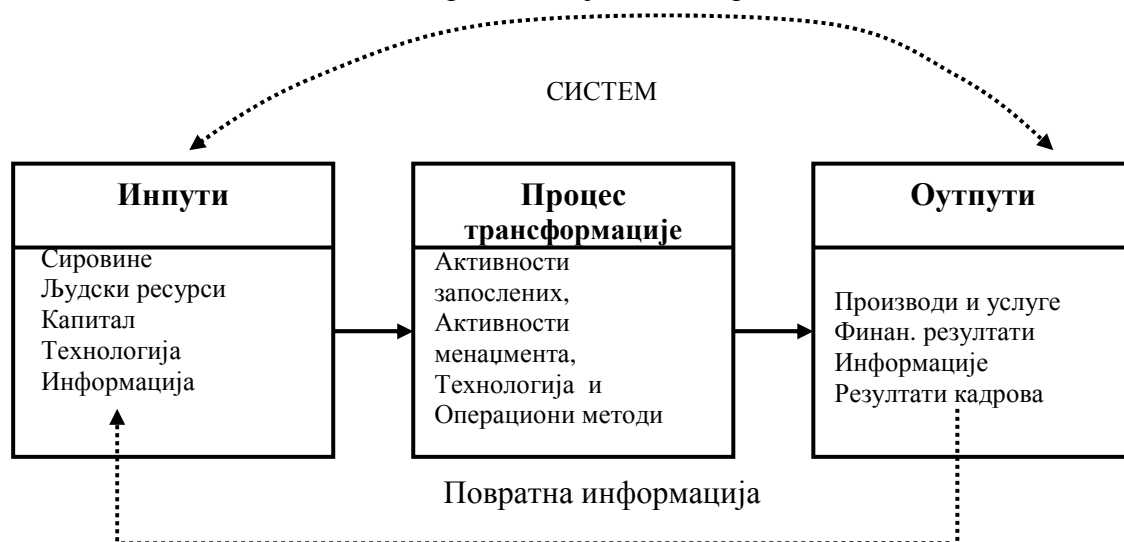 СИСТЕМ
Инпути
Сировине
Људски ресурси
Капитал
Технологија
Информација
Процес
трансформације
Активности
запослених,
Активности
менаџмента,
Технологија и
Операциони методи
Оутпути
Производи и услуге
Финан. резултати
Информације
Резултати кадрова
Повратна информација